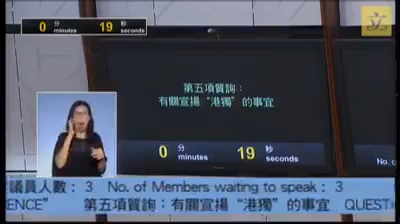 0 分 minutes 19 秒 seconds
立
第五項質詢：
有關宣揚“港獨”的事宜
0 分 minutes 19 秒 seconds
No. o
議員人數： 3 No. of Members waiting to speak : 3
ENCE” 第五項質詢：有關宣揚“港獨”的事宜 QUESTI